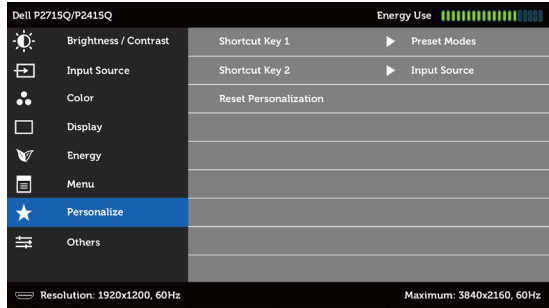 Dell P2715Q/P2415Q Energy Use
Brightness / Contrast Shortcut Key 1 Preset Modes
Input Source Shortcut Key 2 Input Source
Color Reset Personalization
Display
Energy
Menu
Personalize
Others
Resolution: 1920x1200, 60Hz Maximum: 3840x2160, 60Hz